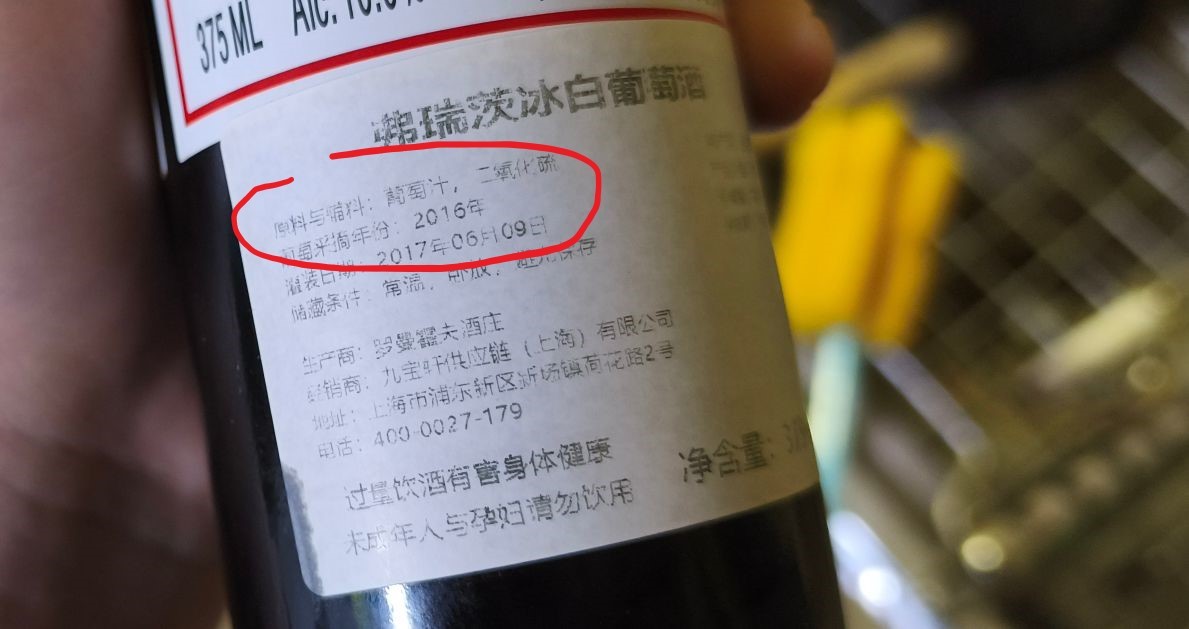 375 ML Alc.
弗瑞茨冰白葡萄酒
原料与辅料：葡萄汁，二氧化硫
葡萄采摘年份：2016年
灌装日期：2017年06月09日
储藏条件：常温，卧放，避光保存
生产商：罗曼霍夫酒庄
经销商：九宝轩供应链（上海）有限公司
地址：上海市浦东新区新场镇荷花路2号
电话：400-0027-179
过量饮酒有害身体健康
净含量：
未成年人与孕妇请勿饮用